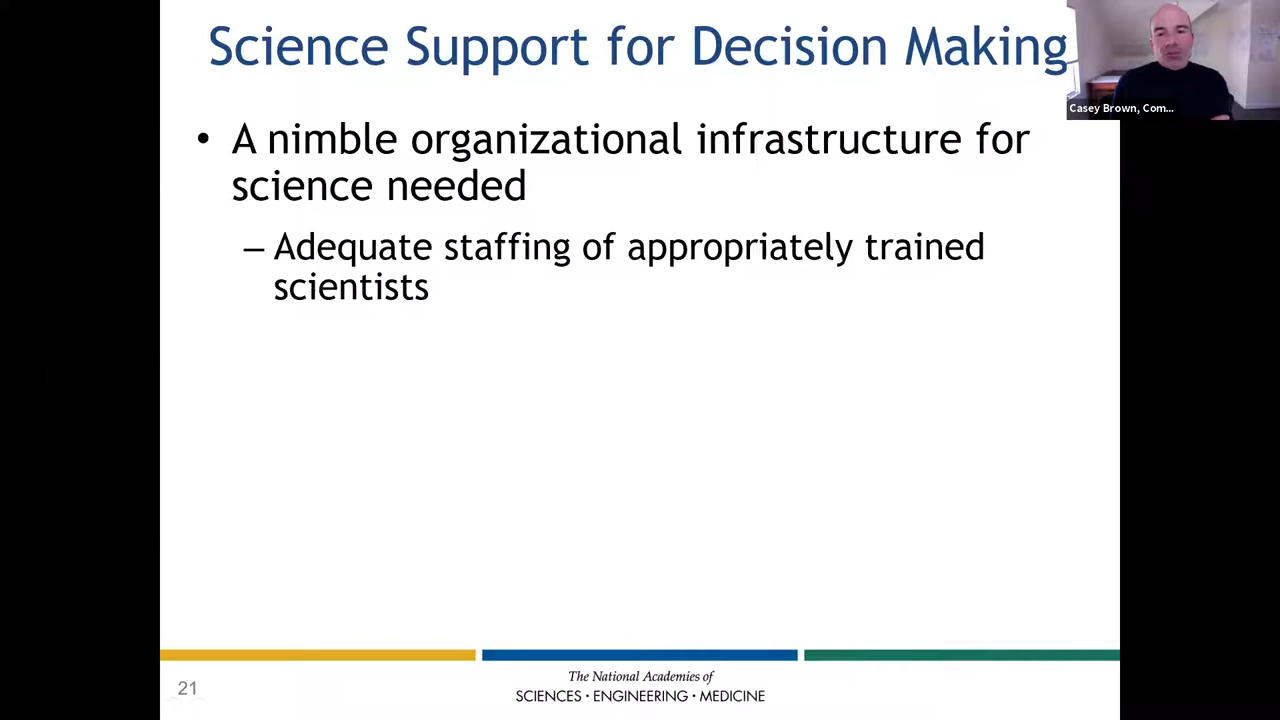 Science Support for Decision Making
Casey Brown, Com...
• A nimble organizational infrastructure for
science needed
– Adequate staffing of appropriately trained
scientists
21
The National Academies of
SCIENCES · ENGINEERING · MEDICINE